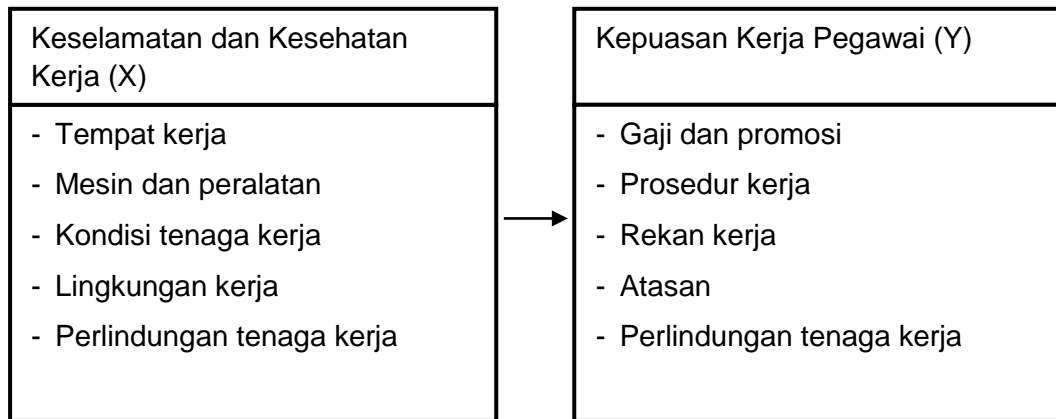 Keselamatan dan Kesehatan
Kerja (X)
- Tempat kerja
- Mesin dan peralatan
- Kondisi tenaga kerja
- Lingkungan kerja
- Perlindungan tenaga kerja
Kepuasan Kerja Pegawai (Y)
- Gaji dan promosi
- Prosedur kerja
- Rekan kerja
- Atasan
- Perlindungan tenaga kerja